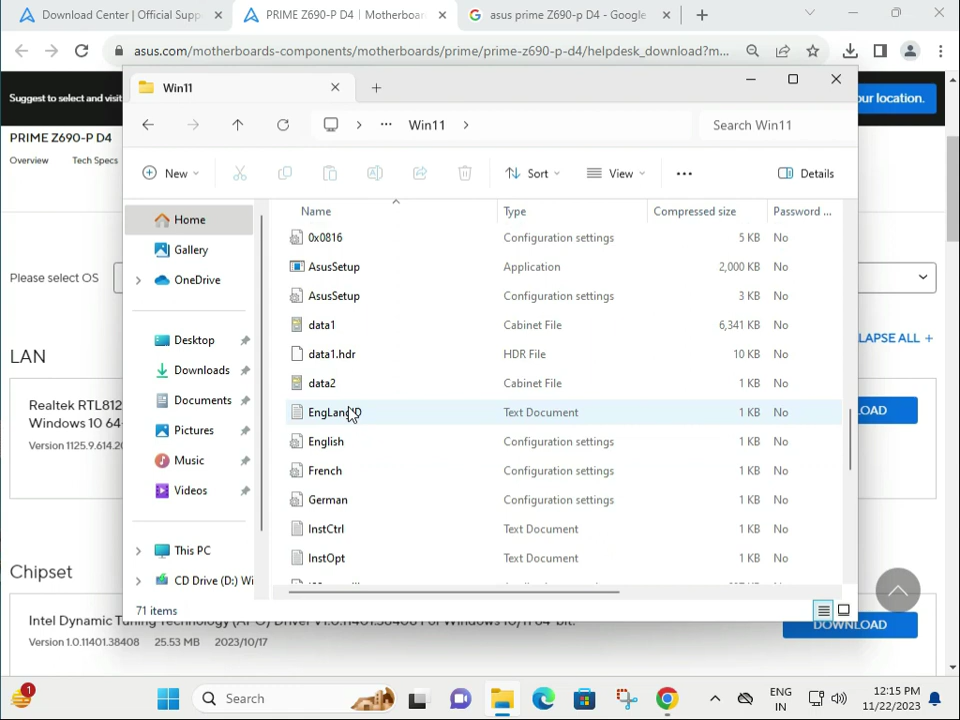 Download Center | Official Supp
PRIME Z690-P D4 | Motherboar
asus prime Z690-p D4 - Google
asus.com/motherboards-components/motherboards/prime/prime-z690-p-d4/helpdesk_download?m...
Suggest to select and visit
our location.
PRIME Z690-P D4
Overview Tech Specs
Please select OS
LAPSE ALL +
LAN
Realtek RTL812
Windows 10 64-
Version 1125.9.614.20
OAD
Chipset
Intel Dynamic Tuning Technology (APO) Driver V1.0.11401.38408 For Windows 10/11 64-bit.
Version 1.0.11401.38408 25.53 MB 2023/10/17
DOWNLOAD
Win11
Win11
Search Win11
New
Sort
View
Details
Home
Gallery
OneDrive
Desktop
Downloads
Documents
Pictures
Music
Videos
This PC
CD Drive (D:) Wi
Name Type Compressed size Password ...
0x0816 Configuration settings 5 KB No
AsusSetup Application 2,000 KB No
AsusSetup Configuration settings 3 KB No
data1 Cabinet File 6,341 KB No
data1.hdr HDR File 10 KB No
data2 Cabinet File 1 KB No
EngLangID Text Document 1 KB No
English Configuration settings 1 KB No
French Configuration settings 1 KB No
German Configuration settings 1 KB No
InstCtrl Text Document 1 KB No
InstOpt Text Document 1 KB No
71 items
1
Search
ENG
IN
12:15 PM
11/22/2023